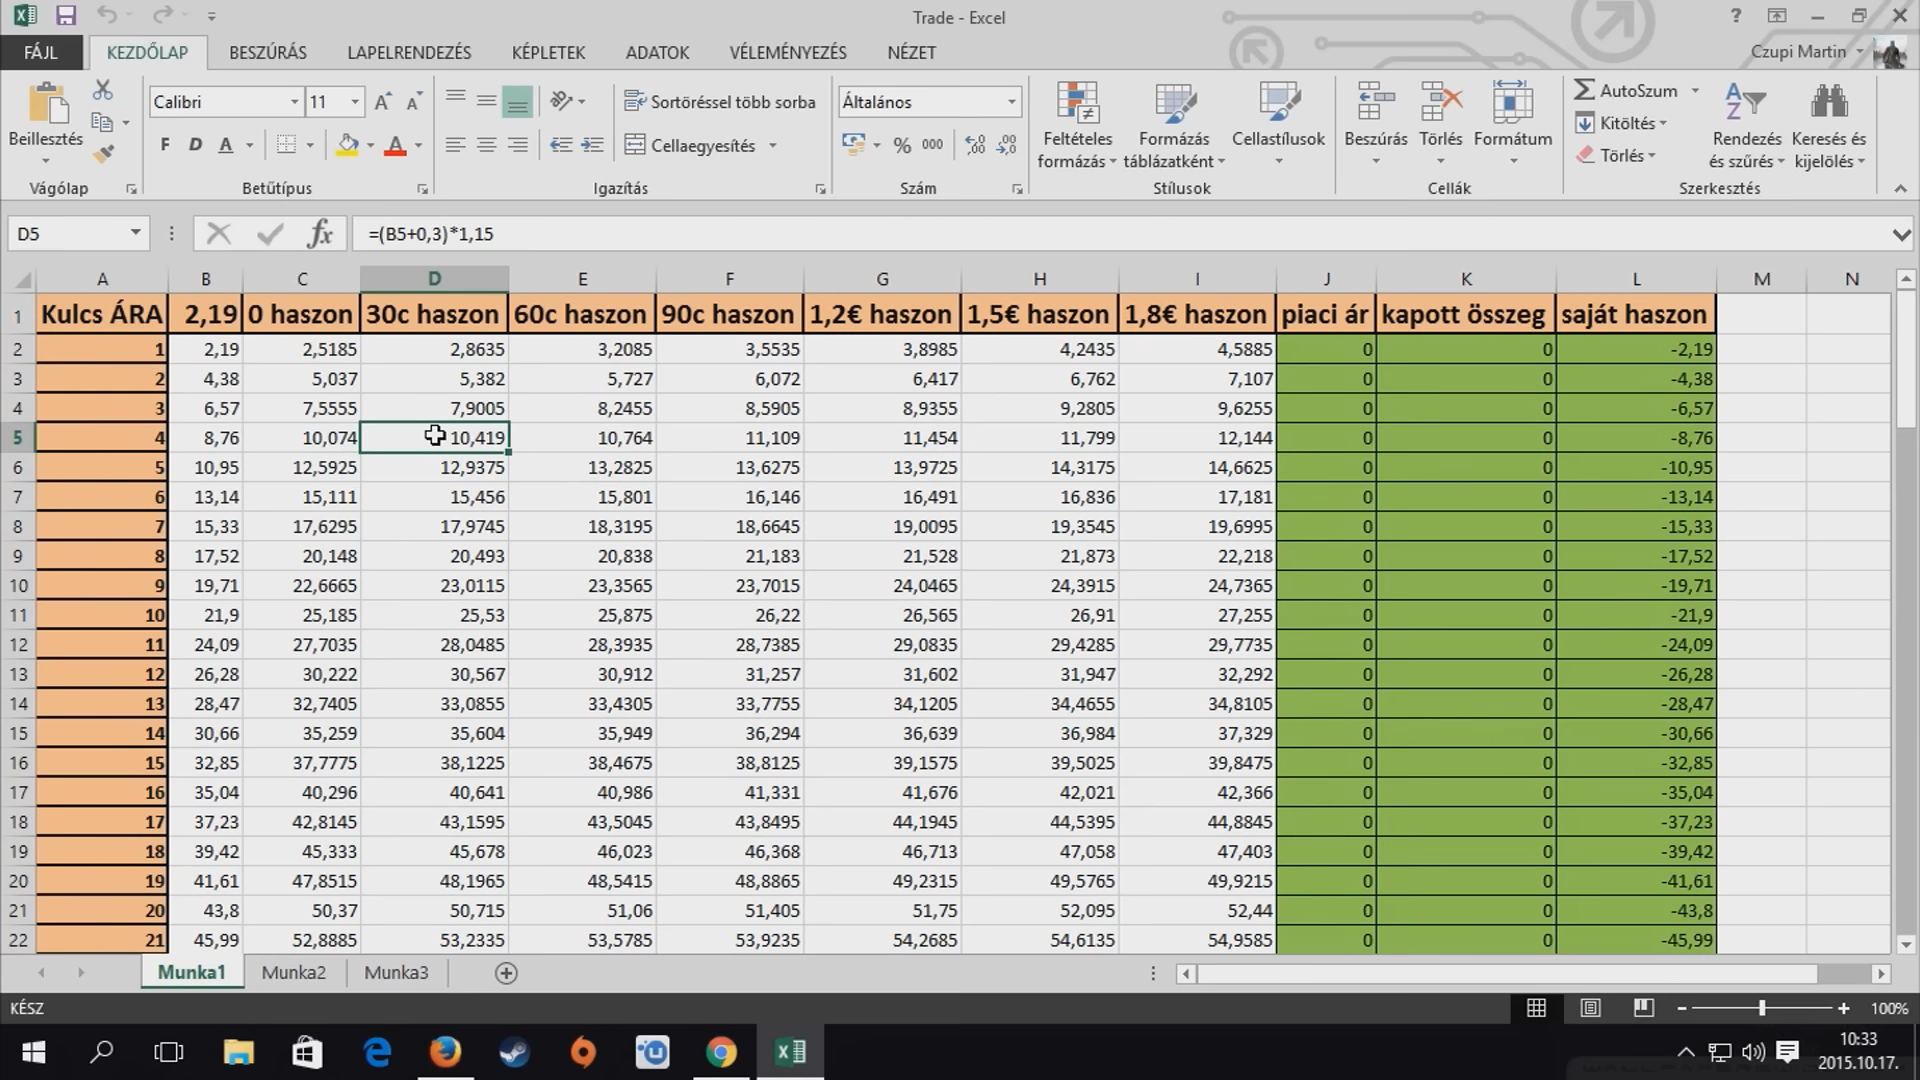 Trade - Excel
?
FÁJL KEZDŐLAP BESZÚRÁS LAPELRENDEZÉS KÉPLETEK ADATOK VÉLEMÉNYEZÉS NÉZET Czupi Martin
Calibri 11 Sortöréssel több sorba Általános AutoSzum
Beillesztés F D A Cellaegyesítés % 000 Feltételes formázás Formázás táblázatként Cellastílusok Beszúrás Törlés Formátum Kitöltés Törlés Rendezés és szűrés Keresés és kijelölés
Vágólap Betűtípus Igazítás Szám Stílusok Cellák Szerkesztés
D5 fx =(B5+0,3)*1,15
A B C D E F G H I J K L M N
1 Kulcs ÁRA 2,19 0 haszon 30c haszon 60c haszon 90c haszon 1,2€ haszon 1,5€ haszon 1,8€ haszon piaci ár kapott összeg saját haszon
2 1 2,19 2,5185 2,8635 3,2085 3,5535 3,8985 4,2435 4,5885 0 0 -2,19
3 2 4,38 5,037 5,382 5,727 6,072 6,417 6,762 7,107 0 0 -4,38
4 3 6,57 7,5555 7,9005 8,2455 8,5905 8,9355 9,2805 9,6255 0 0 -6,57
5 4 8,76 10,074 10,419 10,764 11,109 11,454 11,799 12,144 0 0 -8,76
6 5 10,95 12,5925 12,9375 13,2825 13,6275 13,9725 14,3175 14,6625 0 0 -10,95
7 6 13,14 15,111 15,456 15,801 16,146 16,491 16,836 17,181 0 0 -13,14
8 7 15,33 17,6295 17,9745 18,3195 18,6645 19,0095 19,3545 19,6995 0 0 -15,33
9 8 17,52 20,148 20,493 20,838 21,183 21,528 21,873 22,218 0 0 -17,52
10 9 19,71 22,6665 23,0115 23,3565 23,7015 24,0465 24,3915 24,7365 0 0 -19,71
11 10 21,9 25,185 25,53 25,875 26,22 26,565 26,91 27,255 0 0 -21,9
12 11 24,09 27,7035 28,0485 28,3935 28,7385 29,0835 29,4285 29,7735 0 0 -24,09
13 12 26,28 30,222 30,567 30,912 31,257 31,602 31,947 32,292 0 0 -26,28
14 13 28,47 32,7405 33,0855 33,4305 33,7755 34,1205 34,4655 34,8105 0 0 -28,47
15 14 30,66 35,259 35,604 35,949 36,294 36,639 36,984 37,329 0 0 -30,66
16 15 32,85 37,7775 38,1225 38,4675 38,8125 39,1575 39,5025 39,8475 0 0 -32,85
17 16 35,04 40,296 40,641 40,986 41,331 41,676 42,021 42,366 0 0 -35,04
18 17 37,23 42,8145 43,1595 43,5045 43,8495 44,1945 44,5395 44,8845 0 0 -37,23
19 18 39,42 45,333 45,678 46,023 46,368 46,713 47,058 47,403 0 0 -39,42
20 19 41,61 47,8515 48,1965 48,5415 48,8865 49,2315 49,5765 49,9215 0 0 -41,61
21 20 43,8 50,37 50,715 51,06 51,405 51,75 52,095 52,44 0 0 -43,8
22 21 45,99 52,8885 53,2335 53,5785 53,9235 54,2685 54,6135 54,9585 0 0 -45,99
Munka1 Munka2 Munka3
KÉSZ 100%
10:33
2015.10.17.